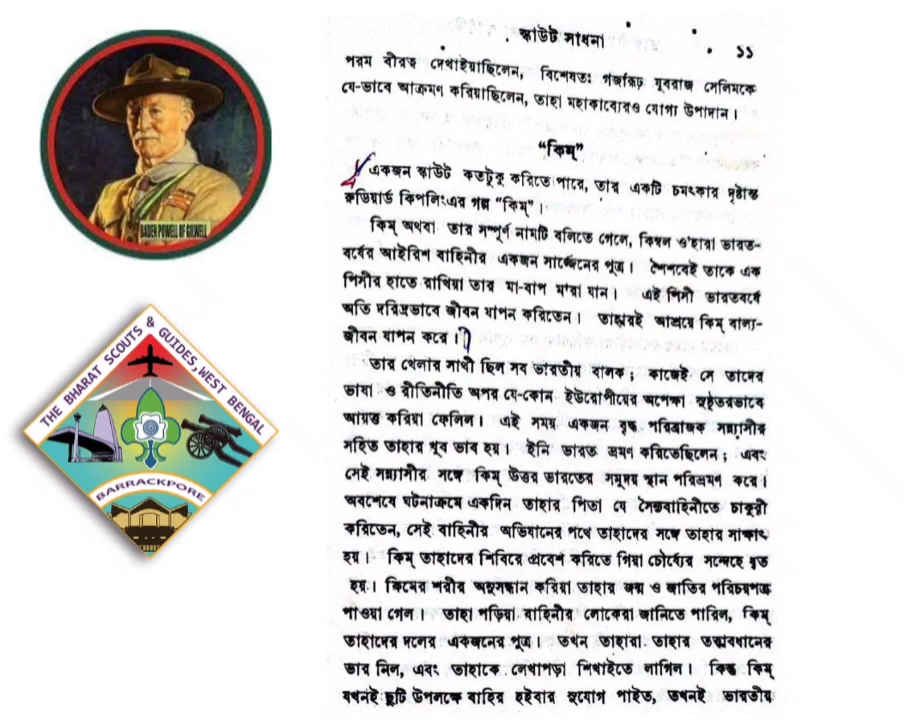 BADEN POWELL OF GILWELL
THE BHARAT SCOUTS & GUIDES, WEST BENGAL
BARRACKPORE
স্কাউট সাধনা
১১
পরম বীরত্ব দেখাইয়াছিলেন, বিশেষতঃ গজারূঢ় যুবরাজ সেলিমকে
যে-ভাবে আক্রমণ করিয়াছিলেন, তাহা মহাকাব্যেরও যোগ্য উপাদান।
“কিম্”
একজন স্কাউট কতটুকু করিতে পারে, তার একটি চমৎকার দৃষ্টান্ত
রুডিয়ার্ড কিপলিংএর গল্প “কিম্”।
কিম্ অথবা তার সম্পূর্ণ নামটি বলিতে গেলে, কিম্বল ও'হারা ভারত-
বর্ষের আইরিশ বাহিনীর একজন সার্জ্জেনের পুত্র। শৈশবেই তাকে এক
পিসীর হাতে রাখিয়া তার মা-বাপ মারা যান। এই পিসী ভারতবর্ষে
অতি দরিদ্রভাবে জীবন যাপন করিতেন। তাহারই আশ্রয়ে কিম্ বাল্য-
জীবন যাপন করে।
তার খেলার সাথী ছিল সব ভারতীয় বালক; কাজেই সে তাদের
ভাষা ও রীতিনীতি অপর যে-কোন ইউরোপীয়ের অপেক্ষা সুষ্ঠুতরভাবে
আয়ত্ত করিয়া ফেলিল। এই সময় একজন বৃদ্ধ পরিব্রাজক সন্ন্যাসীর
সহিত তাহার খুব ভাব হয়। ইনি ভারত ভ্রমণ করিতেছিলেন; এবং
সেই সন্ন্যাসীর সঙ্গে কিম্ উত্তর ভারতের সমুদয় স্থান পরিভ্রমণ করে।
অবশেষে ঘটনাক্রমে একদিন তাহার পিতা যে সৈন্যবাহিনীতে চাকুরী
করিতেন, সেই বাহিনীর অভিযানের পথে তাহাদের সঙ্গে তাহার সাক্ষাৎ
হয়। কিম্ তাহাদের শিবিরে প্রবেশ করিতে গিয়া চৌর্য্যের সন্দেহে ধৃত
হয়। কিমের শরীর অনুসন্ধান করিয়া তাহার জন্ম ও জাতির পরিচয়পত্র
পাওয়া গেল। তাহা পড়িয়া বাহিনীর লোকেরা জানিতে পারিল, কিম্
তাহাদের দলের একজনের পুত্র। তখন তাহারা তাহার তত্ত্বাবধানের
ভার নিল, এবং তাহাকে লেখাপড়া শিখাইতে লাগিল। কিন্তু কিম্
যখনই ছুটি উপলক্ষে বাহির হইবার সুযোগ পাইত, তখনই ভারতীয়